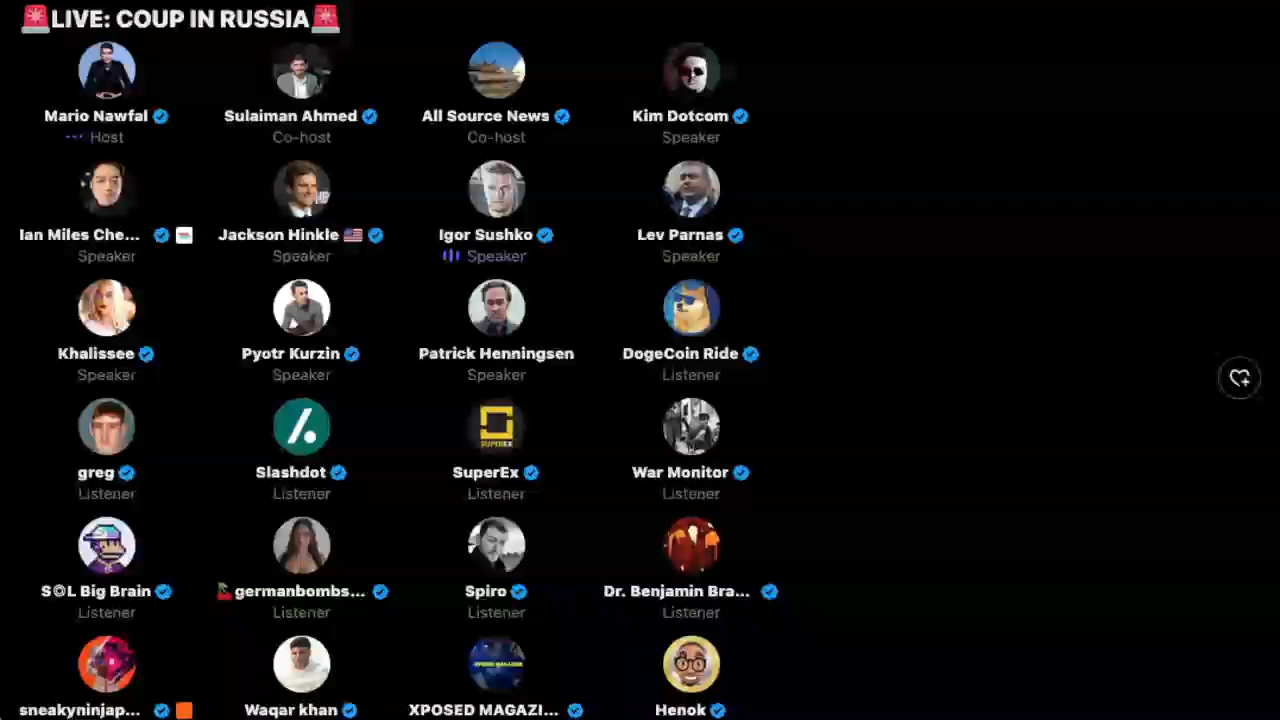 🚨LIVE: COUP IN RUSSIA🚨
Mario Nawfal Sulaiman Ahmed All Source News Kim Dotcom
Host Co-host Co-host Speaker
Ian Miles Che... Jackson Hinkle 🇺🇸 Igor Sushko Lev Parnas
Speaker Speaker Speaker Speaker
Khalissee Pyotr Kurzin Patrick Henningsen DogeCoin Ride
Speaker Speaker Speaker Listener
greg Slashdot SuperEx War Monitor
Listener Listener Listener Listener
S©L Big Brain germanbombs... Spiro Dr. Benjamin Bra...
Listener Listener Listener Listener
sneakyninjap... Waqar khan XPOSED MAGAZI... Henok